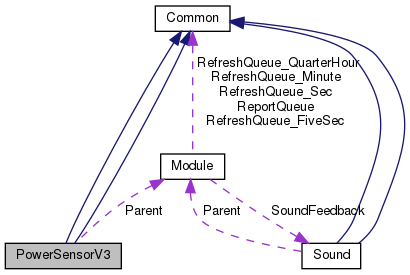 Common
RefreshQueue_QuarterHour
RefreshQueue_Minute
RefreshQueue_Sec
ReportQueue
RefreshQueue_FiveSec
Module
Parent
Parent
SoundFeedback
PowerSensorV3
Sound